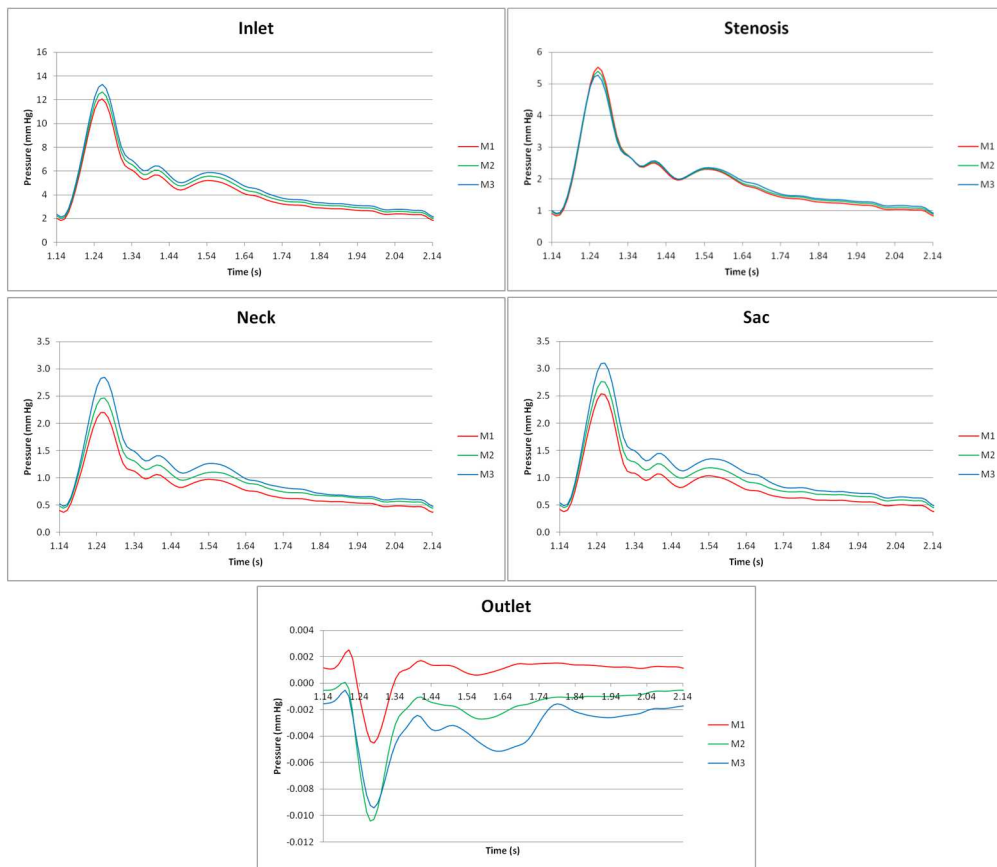 Inlet
16
14
12
10
8
6
4
2
0
Pressure (mm Hg)
1.14 1.24 1.34 1.44 1.54 1.64 1.74 1.84 1.94 2.04 2.14
Time (s)
M1
M2
M3
Stenosis
6
5
4
3
2
1
0
Pressure (mm Hg)
1.14 1.24 1.34 1.44 1.54 1.64 1.74 1.84 1.94 2.04 2.14
Time (s)
M1
M2
M3
Neck
3.5
3.0
2.5
2.0
1.5
1.0
0.5
0.0
Pressure (mm Hg)
1.14 1.24 1.34 1.44 1.54 1.64 1.74 1.84 1.94 2.04 2.14
Time (s)
M1
M2
M3
Sac
3.5
3.0
2.5
2.0
1.5
1.0
0.5
0.0
Pressure (mm Hg)
1.14 1.24 1.34 1.44 1.54 1.64 1.74 1.84 1.94 2.04 2.14
Time (s)
M1
M2
M3
Outlet
0.004
0.002
0.000
-0.002
-0.004
-0.006
-0.008
-0.010
-0.012
Pressure (mm Hg)
1.14 1.24 1.34 1.44 1.54 1.64 1.74 1.84 1.94 2.04 2.14
Time (s)
M1
M2
M3